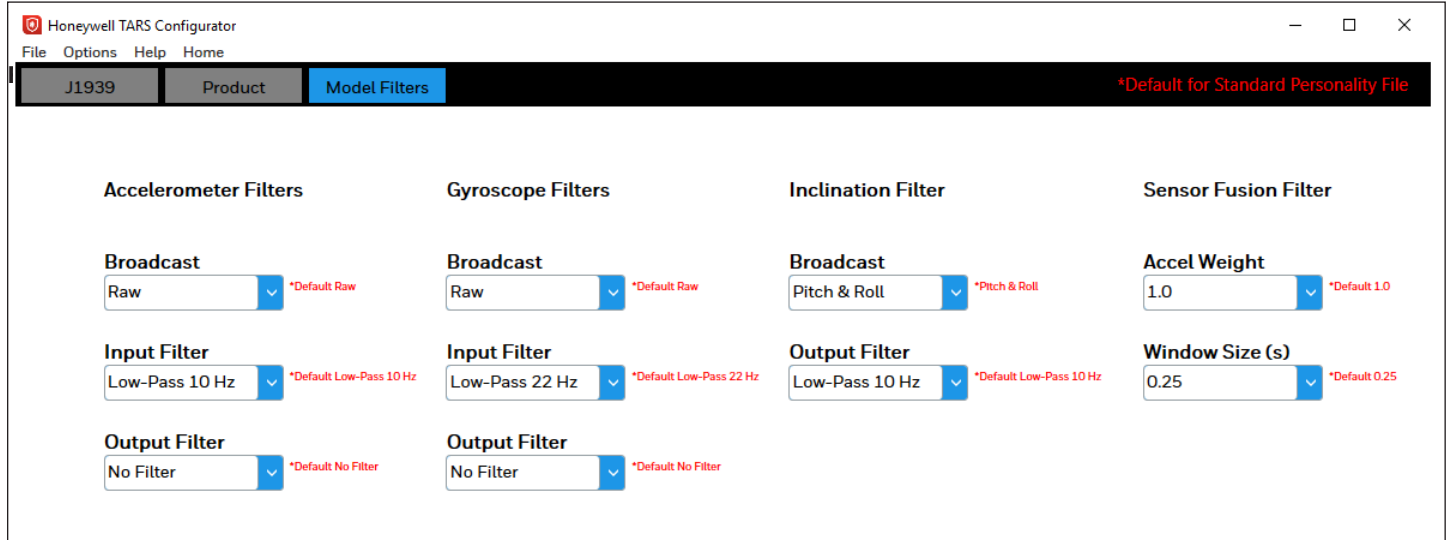 Honeywell TARS Configurator
File Options Help Home
J1939 Product Model Filters *Default for Standard Personality File
Accelerometer Filters Gyroscope Filters Inclination Filter Sensor Fusion Filter
Broadcast Broadcast Broadcast Accel Weight
Raw *Default Raw Raw *Default Raw Pitch & Roll *Pitch & Roll 1.0 *Default 1.0
Input Filter Input Filter Output Filter Window Size (s)
Low-Pass 10 Hz *Default Low-Pass 10 Hz Low-Pass 22 Hz *Default Low-Pass 22 Hz Low-Pass 10 Hz *Default Low-Pass 10 Hz 0.25 *Default 0.25
Output Filter Output Filter
No Filter *Default No Filter No Filter *Default No Filter